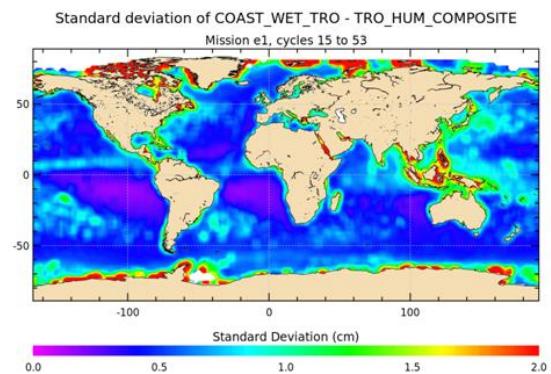 Standard deviation of COAST_WET_TRO - TRO_HUM_COMPOSITE
Mission e1, cycles 15 to 53
50
0
-50
-100 0 100
Standard Deviation (cm)
0.0 0.5 1.0 1.5 2.0